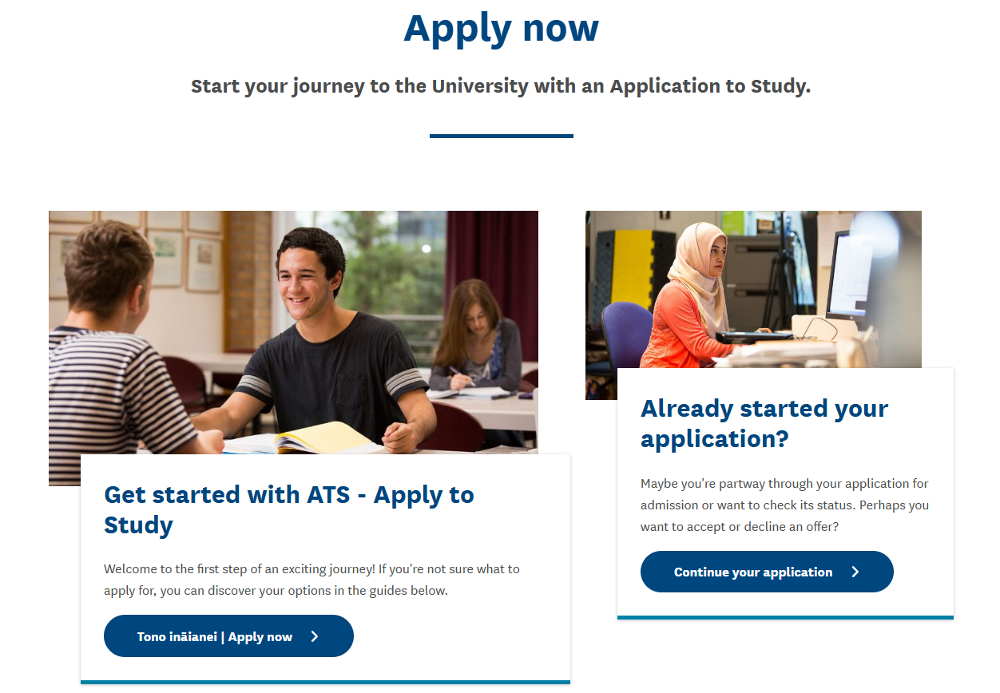 Apply now
Start your journey to the University with an Application to Study.
Get started with ATS - Apply to
Study
Welcome to the first step of an exciting journey! If you're not sure what to
apply for, you can discover your options in the guides below.
Tono ināianei | Apply now
Already started your
application?
Maybe you're partway through your application for
admission or want to check its status. Perhaps you
want to accept or decline an offer?
Continue your application